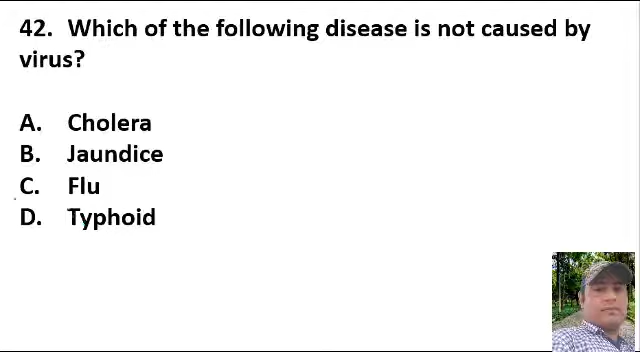 42. Which of the following disease is not caused by
virus?
A. Cholera
B. Jaundice
C. Flu
D. Typhoid